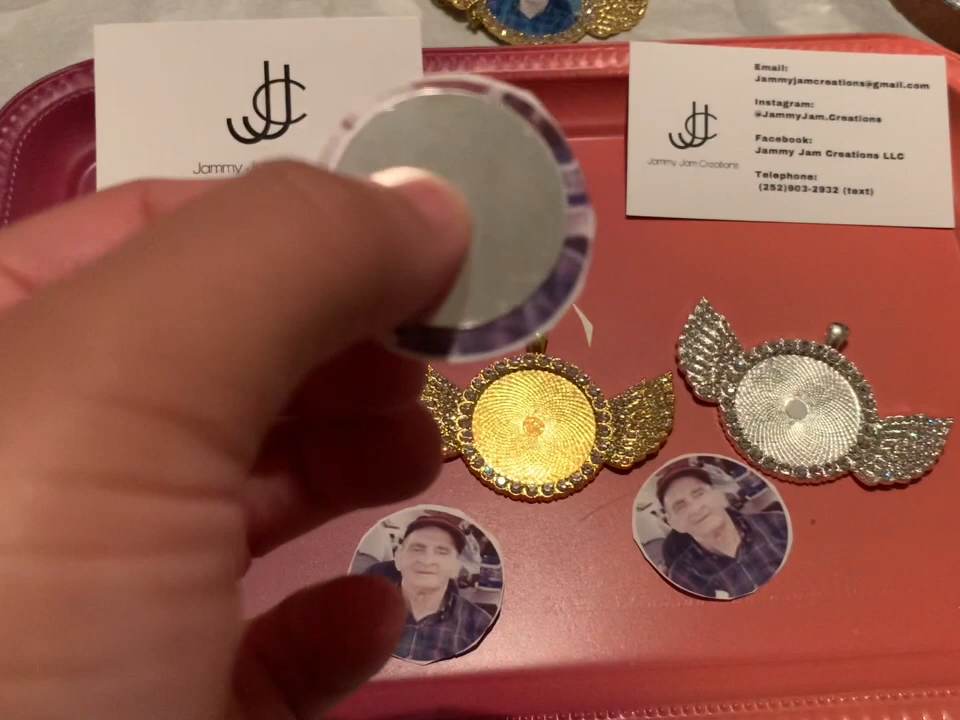 JJC
Jammy
Email:
Jammyjamcreations@gmail.com
Instagram:
@JammyJam.Creations
Facebook:
Jammy Jam Creations LLC
Telephone:
(252)903-2932 (text)
JJC
Jammy Jam Creations